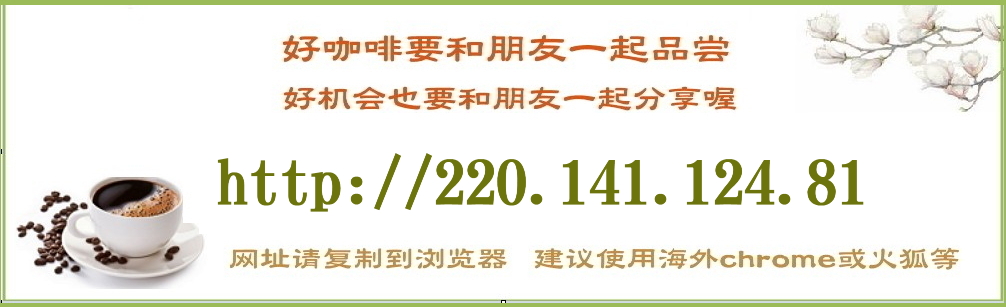 好咖啡要和朋友一起品尝
好机会也要和朋友一起分享喔
http://220.141.124.81
网址请复制到浏览器 建议使用海外chrome或火狐等